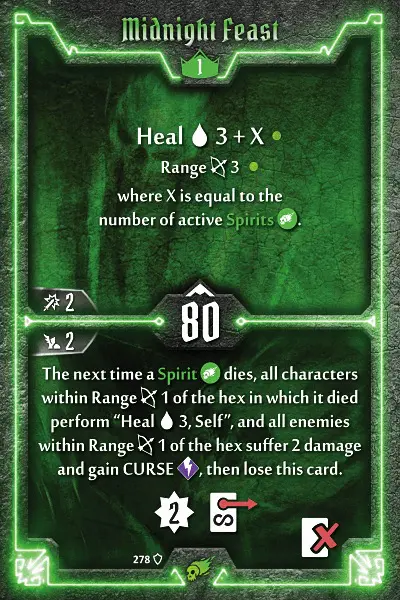 Midnight Feast
1
Heal 3 + X
Range 3
where X is equal to the
number of active Spirits .
2
80
2
The next time a Spirit dies, all characters
within Range 1 of the hex in which it died
perform “Heal 3, Self”, and all enemies
within Range 1 of the hex suffer 2 damage
and gain CURSE , then lose this card.
2
278